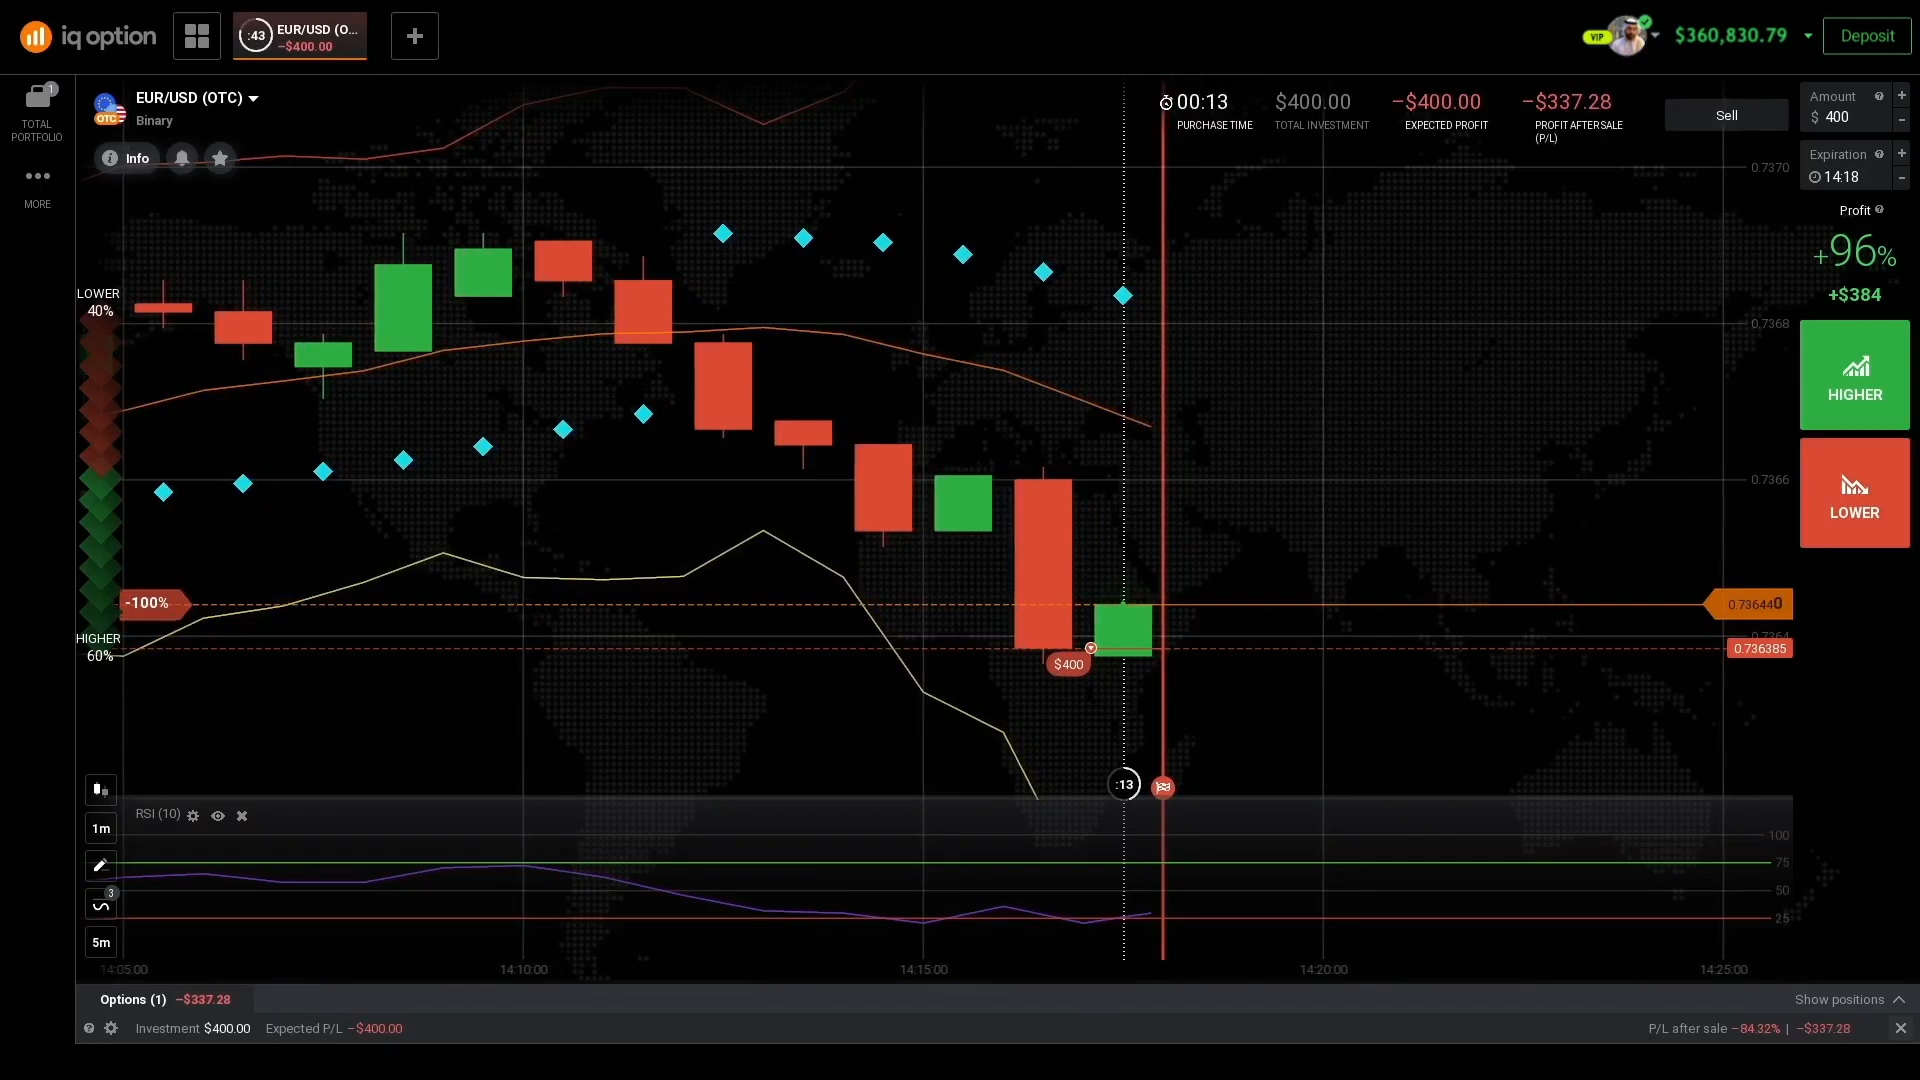 iq option
:43
EUR/USD (O...
−$400.00
+
VIP
$360,830.79
Deposit
1
TOTAL
PORTFOLIO
MORE
OTC
EUR/USD (OTC)
Binary
Info
00:13
PURCHASE TIME
$400.00
TOTAL INVESTMENT
−$400.00
EXPECTED PROFIT
−$337.28
PROFIT AFTER SALE
(P/L)
Sell
Amount
$ 400
+
-
Expiration
14:18
+
-
Profit
+96%
+$384
HIGHER
LOWER
0.7370
0.7368
0.7366
0.736440
0.7364
0.736385
LOWER
40%
-100%
HIGHER
60%
$400
:13
RSI (10)
1m
3
5m
100
75
50
25
14:05:00
14:10:00
14:15:00
14:20:00
14:25:00
Options (1) −$337.28
Show positions
Investment $400.00 Expected P/L −$400.00
P/L after sale −84.32% | −$337.28